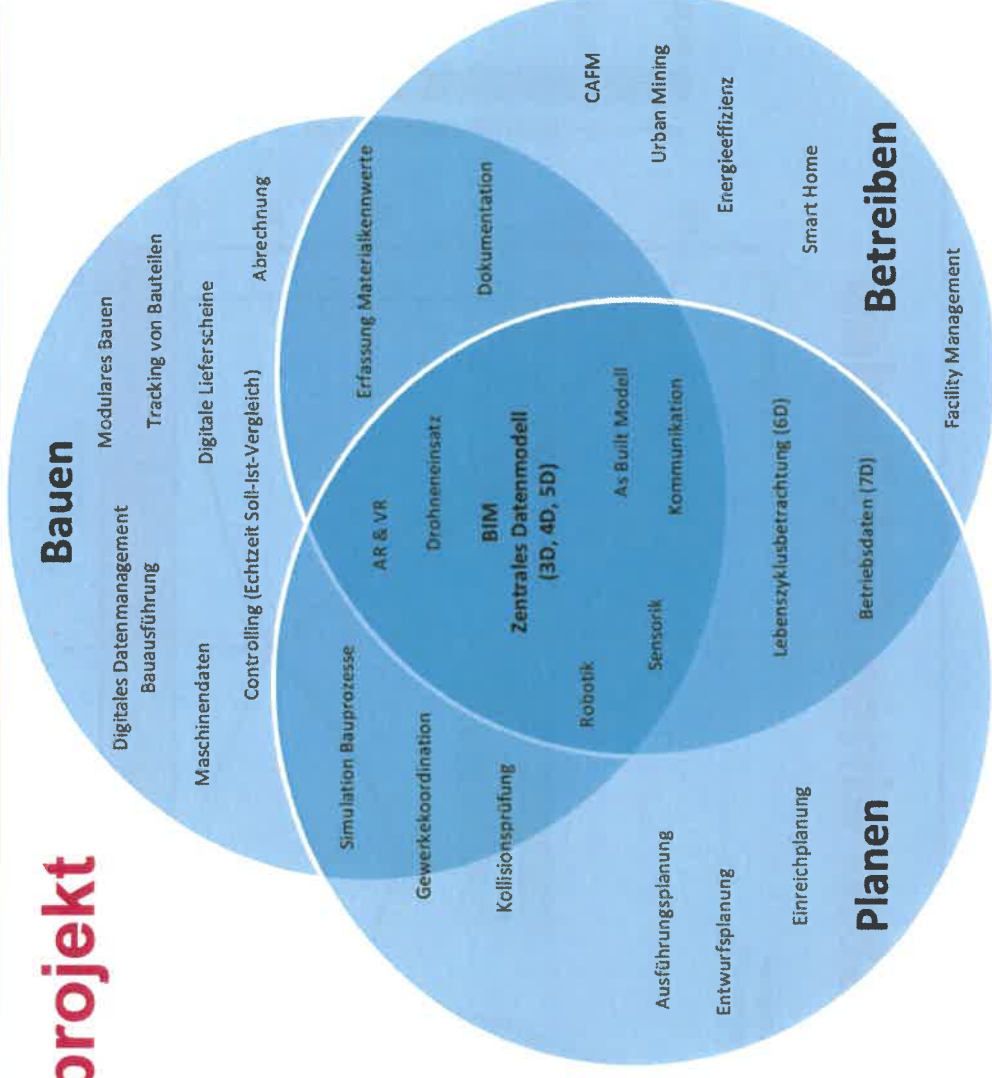 projekt
Bauen
Digitales Datenmanagement
Bauausführung
Modulares Bauen
Tracking von Bauteilen
Maschinendaten
Digitale Lieferscheine
Controlling (Echtzeit Soll-Ist-Vergleich)
Abrechnung
Simulation Bauprozesse
Gewerkekoordination
Kollisionsprüfung
Erfassung Materialkennwerte
Dokumentation
AR & VR
Drohneneinsatz
BIM
Zentrales Datenmodell
(3D, 4D, 5D)
Robotik
Sensorik
As Built Modell
Kommunikation
Lebenszyklusbetrachtung (6D)
Betriebsdaten (7D)
Ausführungsplanung
Entwurfsplanung
Einreichplanung
Planen
CAFM
Urban Mining
Energieeffizienz
Smart Home
Betreiben
Facility Management